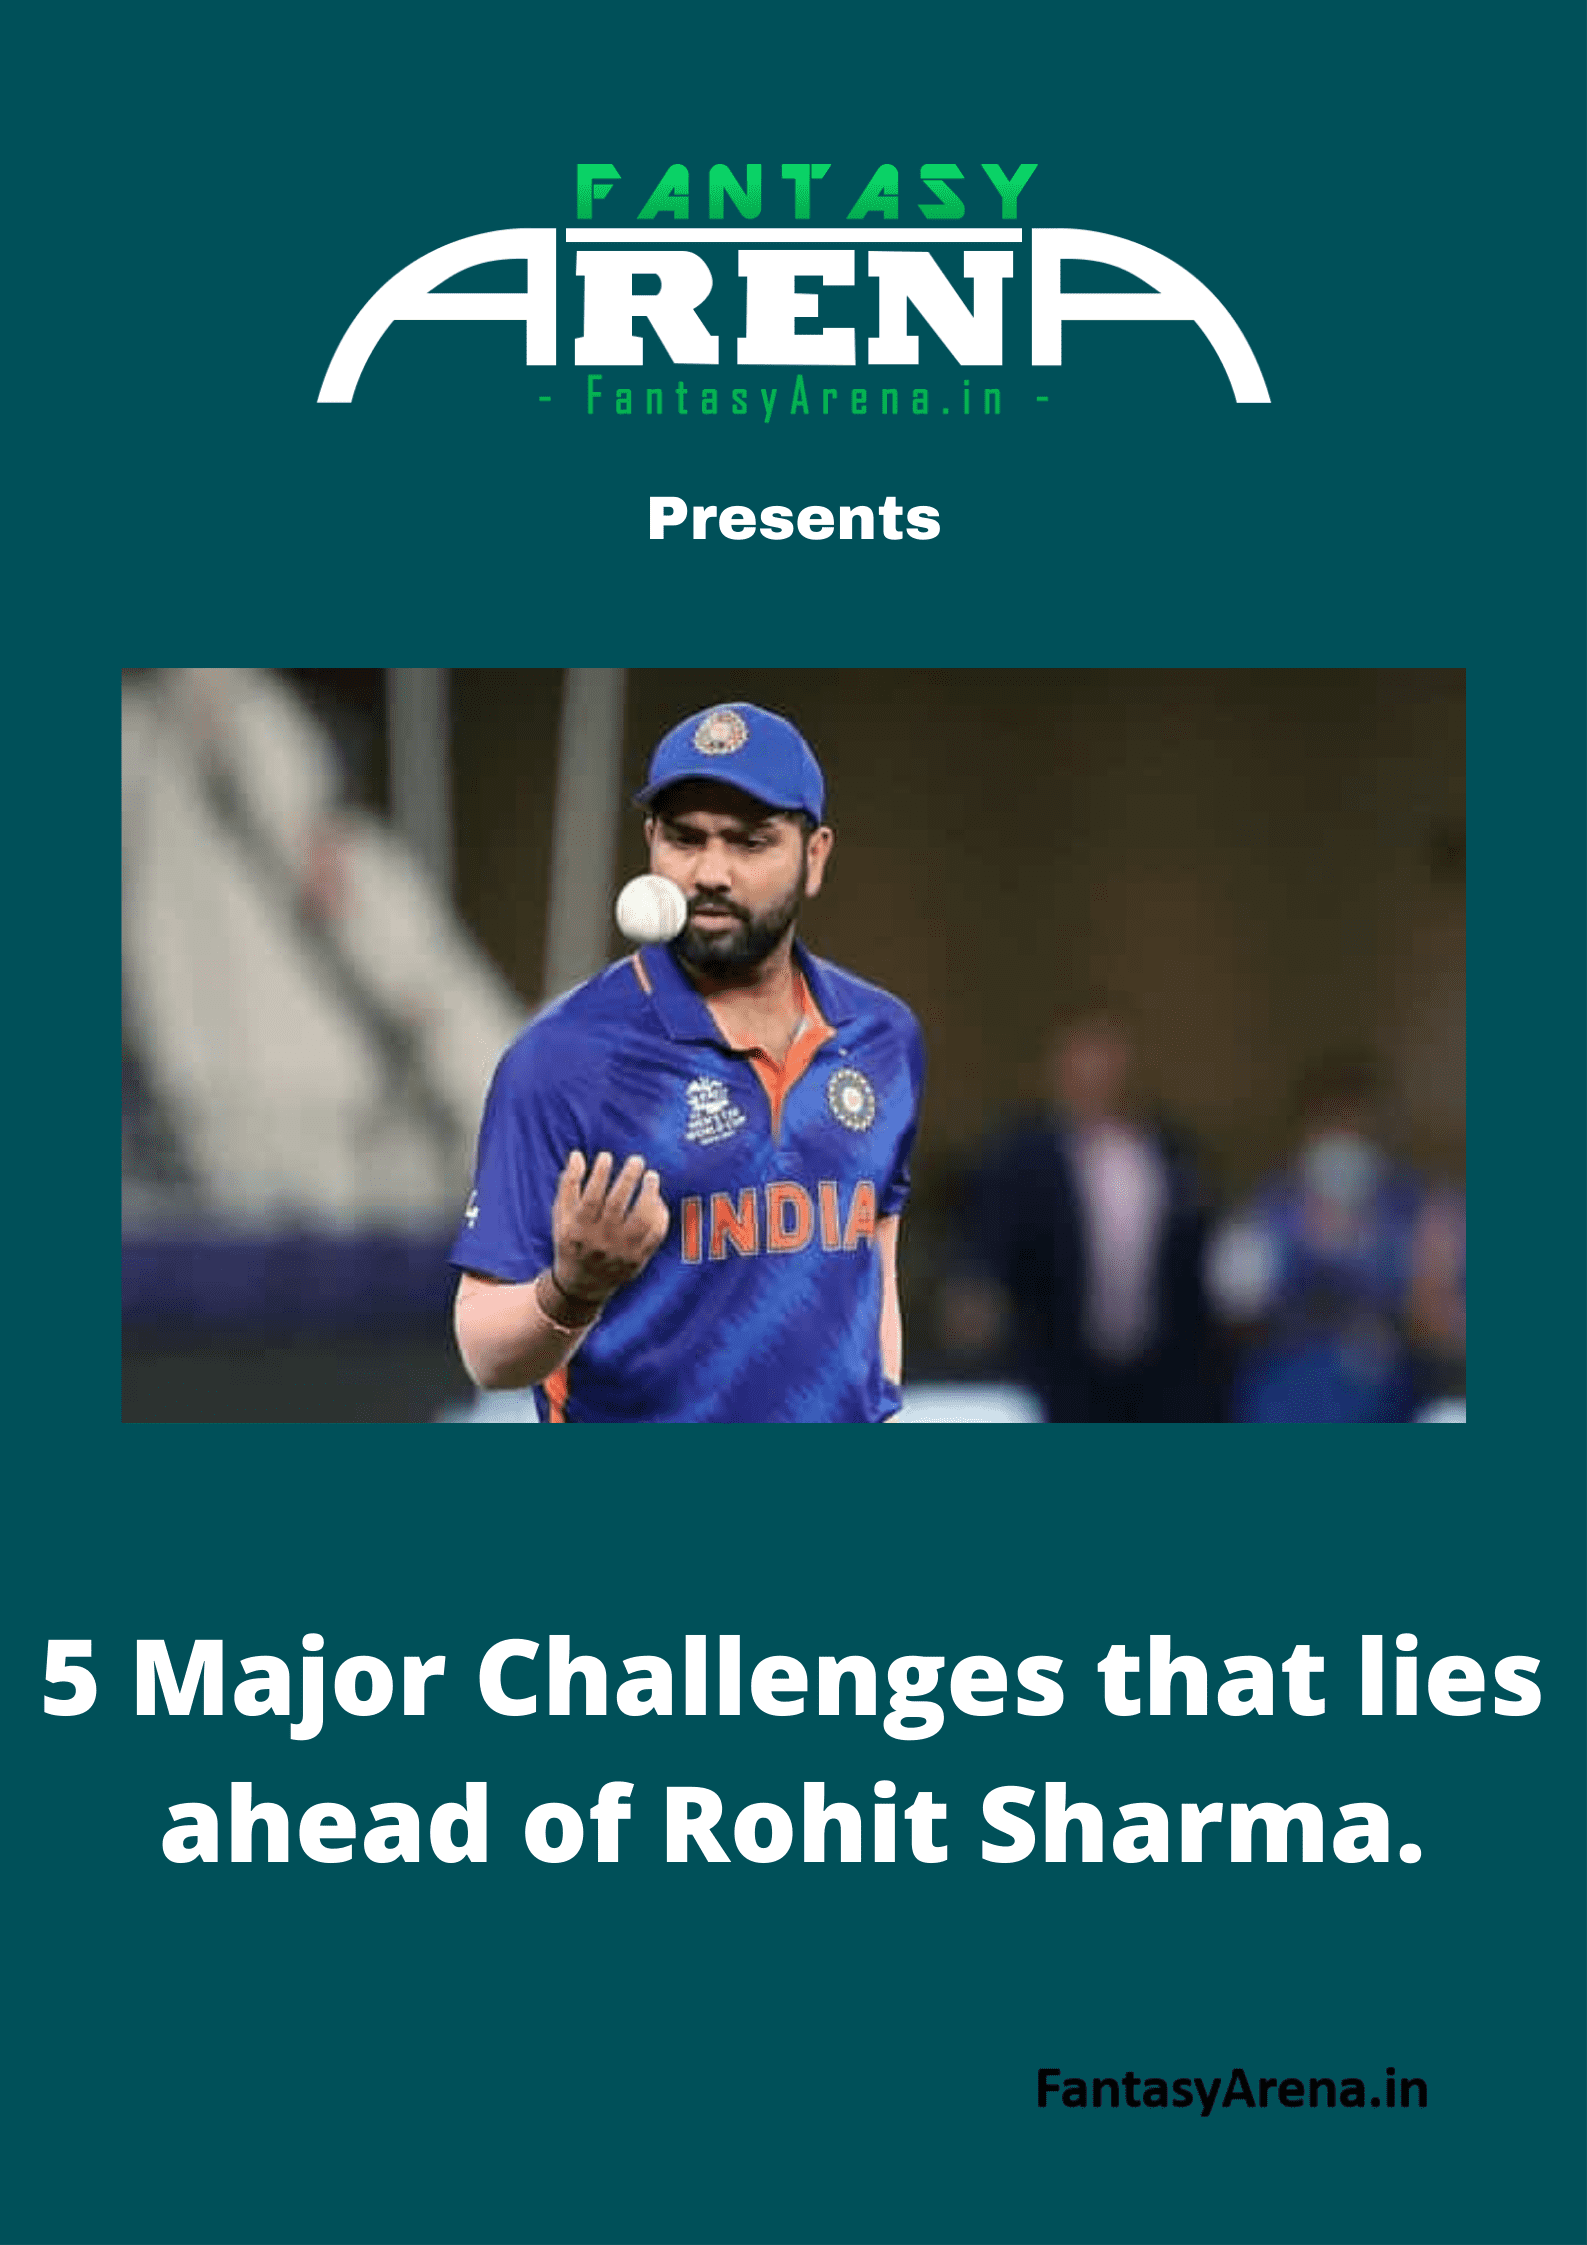 FANTASY
ARENA
- FantasyArena.in -
Presents
INDIA
5 Major Challenges that lies
ahead of Rohit Sharma.
FantasyArena.in